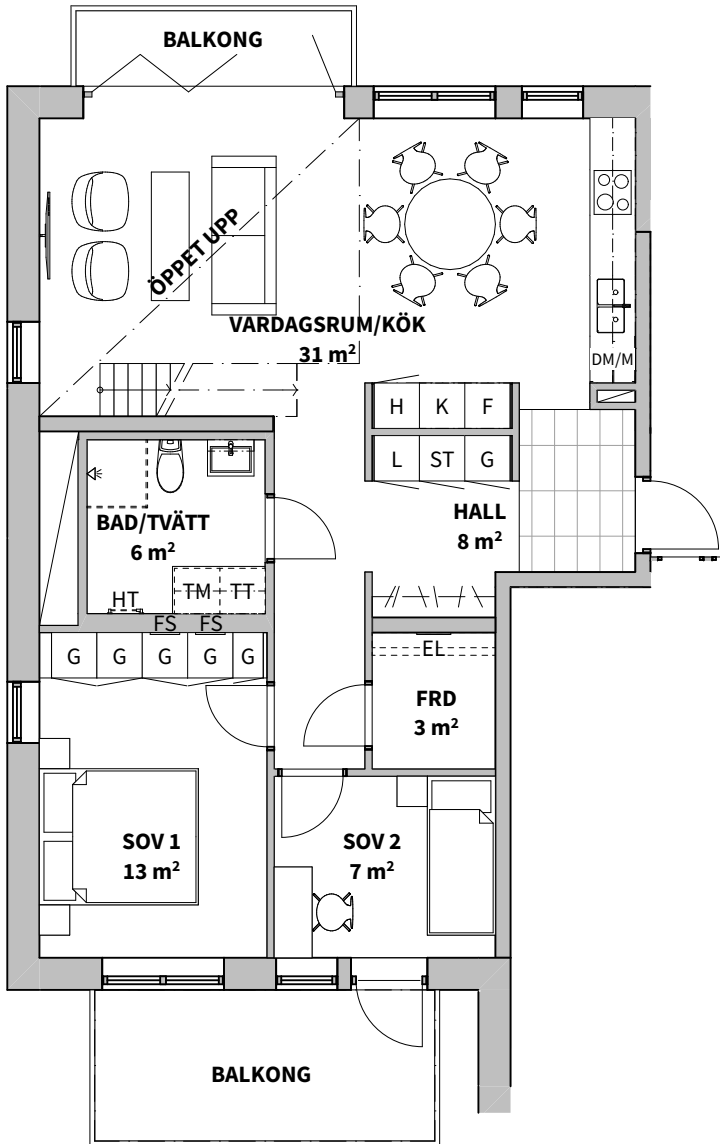 BALKONG
ÖPPET UPP
VARDAGSRUM/KÖK
31 m²
DM/M
H K F
L ST G
HALL
8 m²
BAD/TVÄTT
6 m²
TM TT
HT
FS FS
G G G G G
EL
FRD
3 m²
SOV 1
13 m²
SOV 2
7 m²
BALKONG